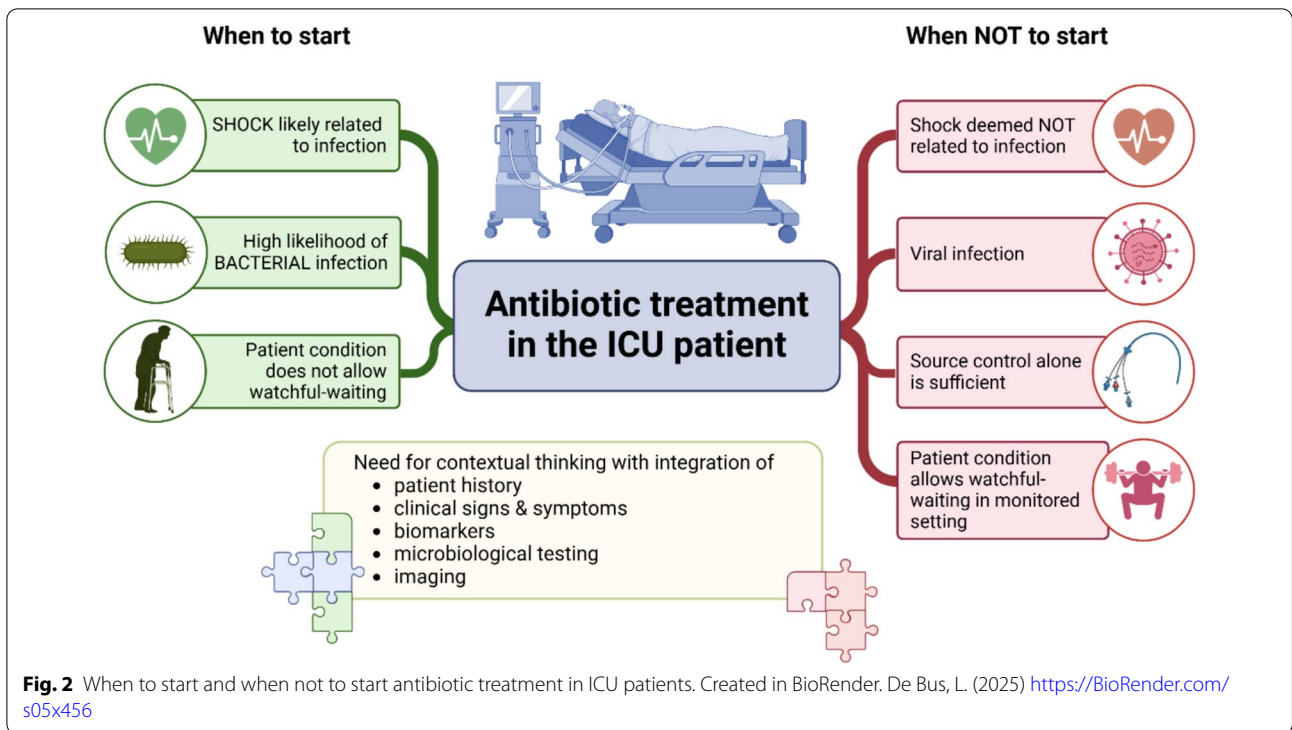 When to start
SHOCK likely related
to infection
High likelihood of
BACTERIAL infection
Patient condition
does not allow
watchful-waiting
Antibiotic treatment
in the ICU patient
When NOT to start
Shock deemed NOT
related to infection
Viral infection
Source control alone
is sufficient
Patient condition
allows watchful-
waiting in monitored
setting
Need for contextual thinking with integration of
• patient history
• clinical signs & symptoms
• biomarkers
• microbiological testing
• imaging
Fig. 2 When to start and when not to start antibiotic treatment in ICU patients. Created in BioRender. De Bus, L. (2025) https://BioRender.com/
s05x456